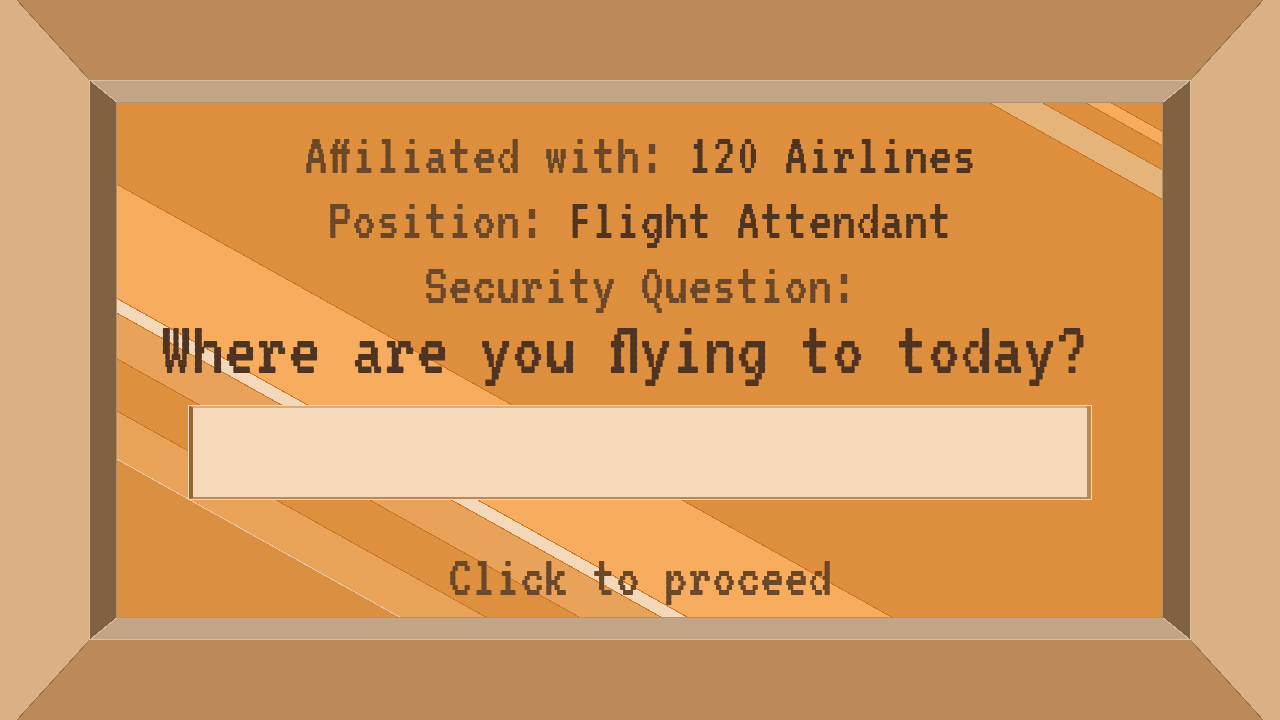 Affiliated with: 120 Airlines
Position: Flight Attendant
Security Question:
Where are you flying to today?
Click to proceed